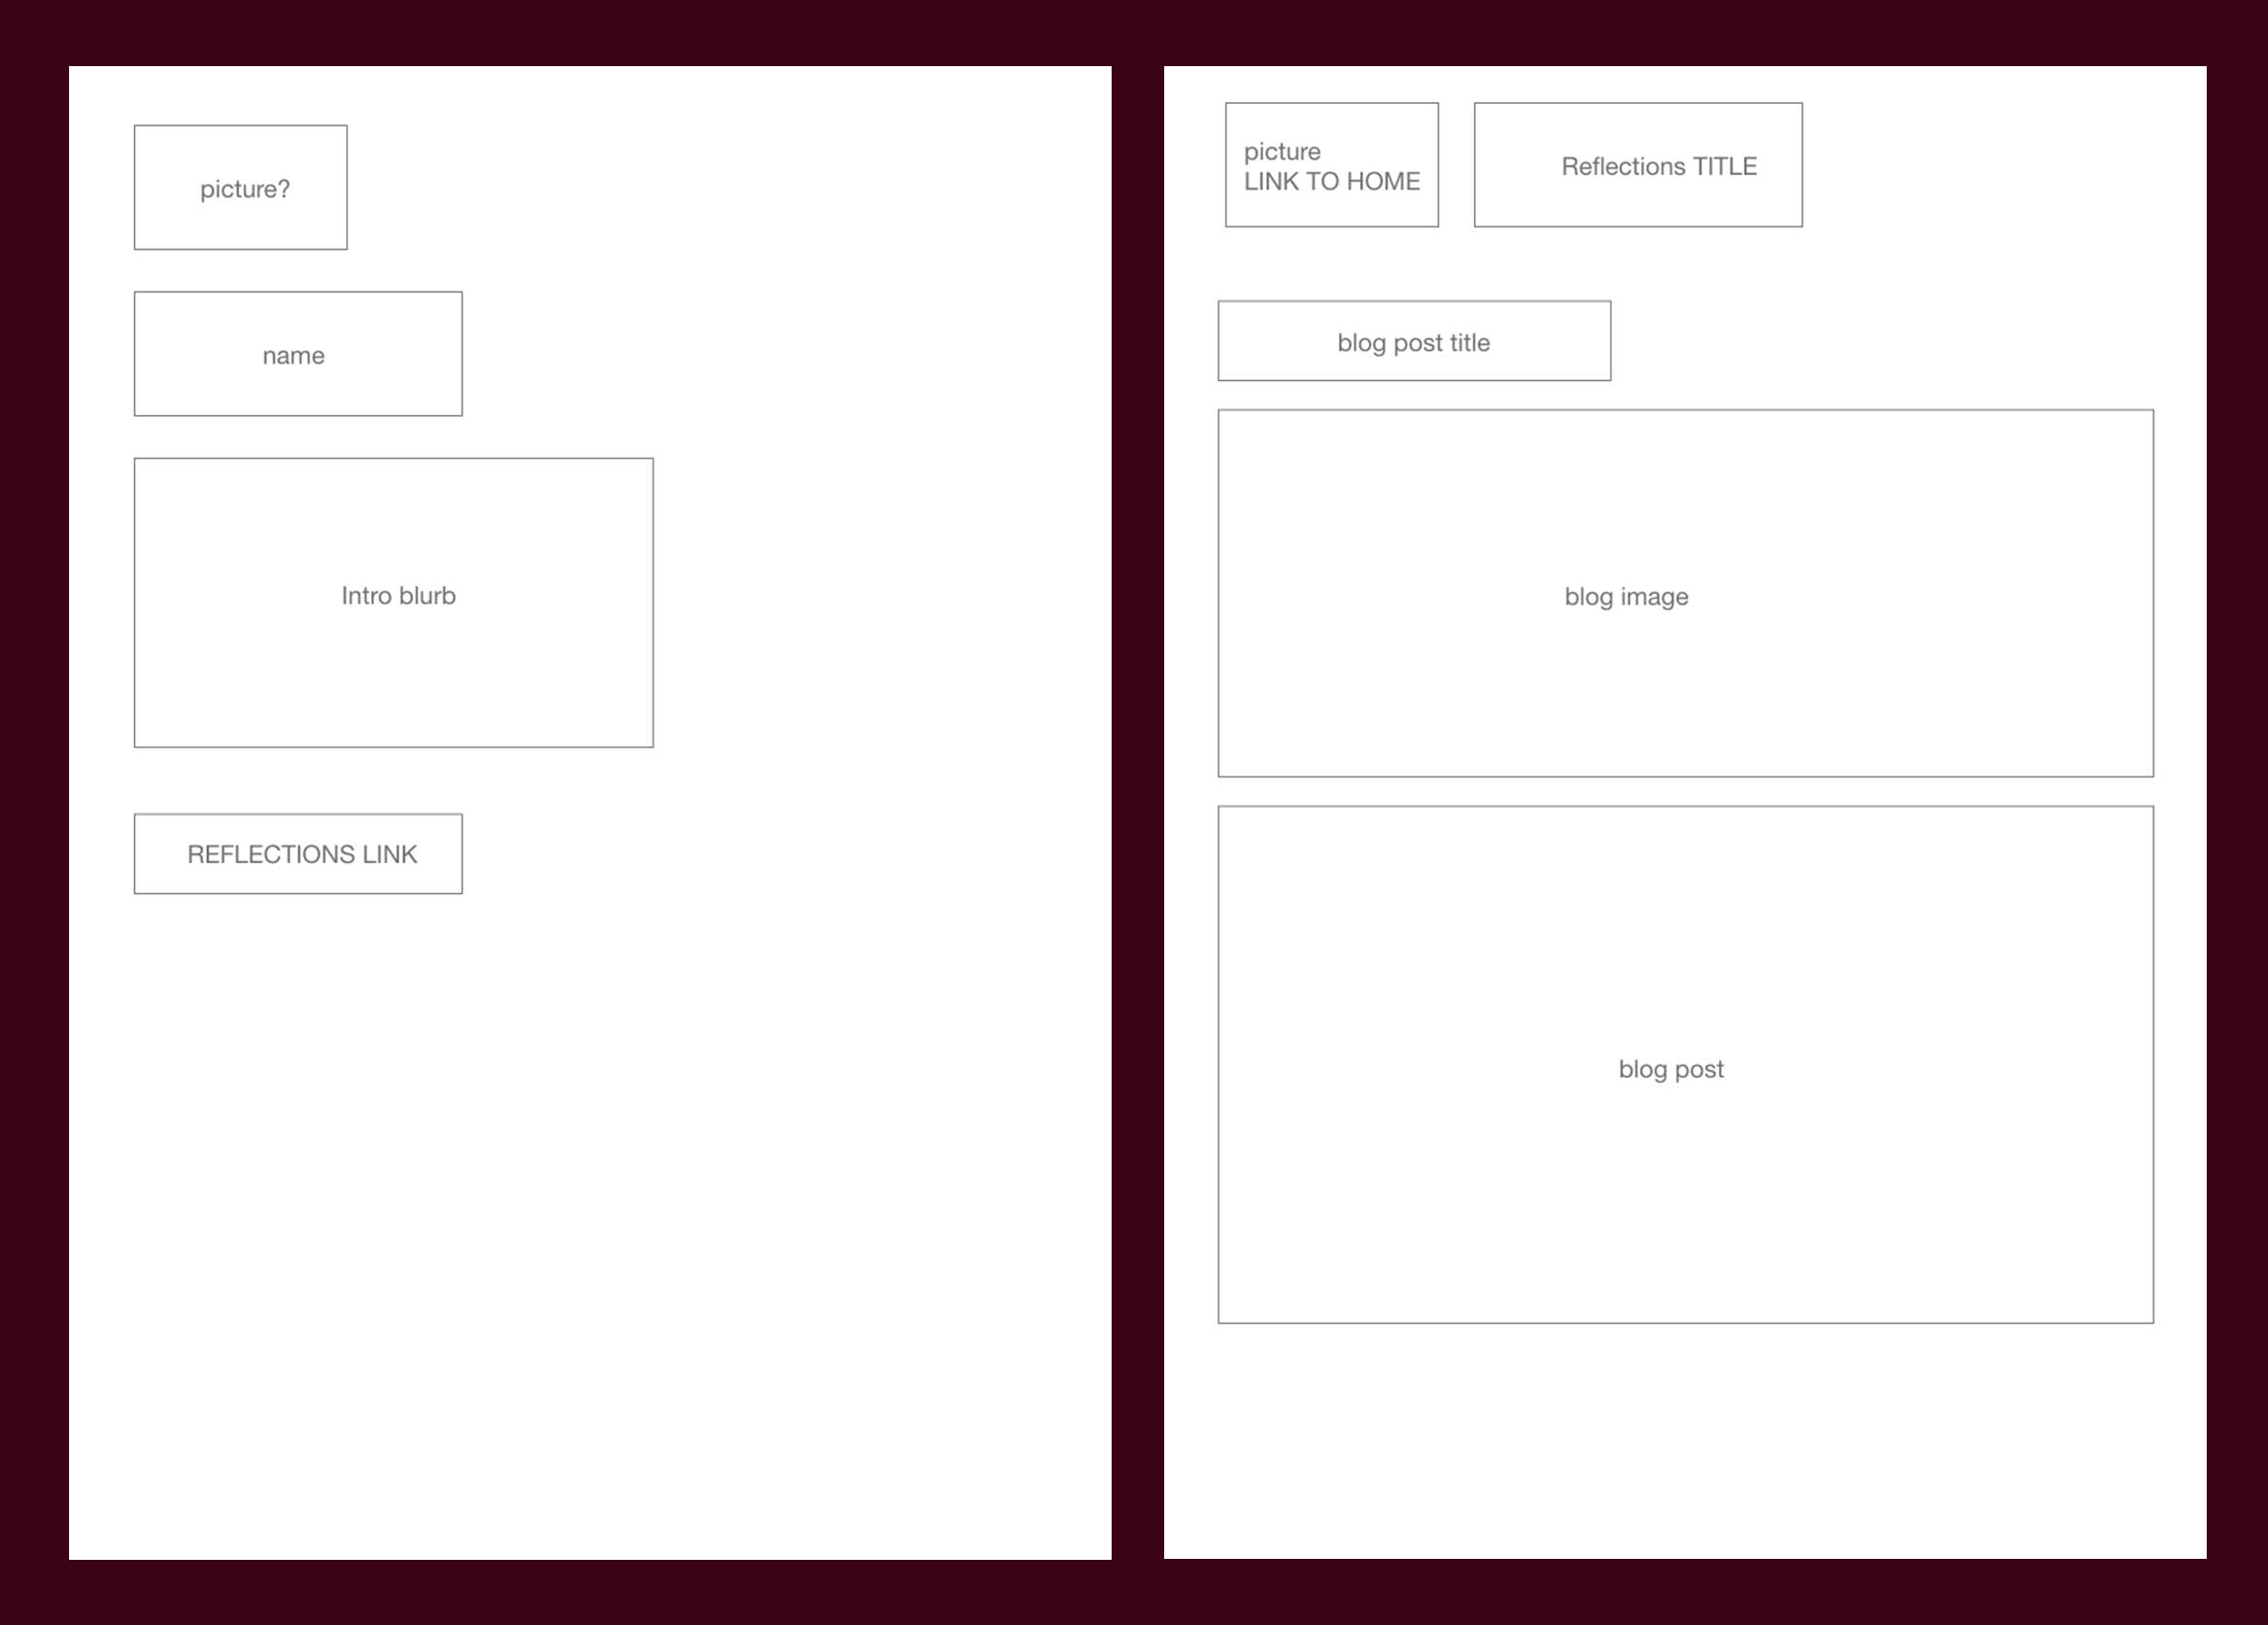 picture?
name
Intro blurb
REFLECTIONS LINK
picture
LINK TO HOME
Reflections TITLE
blog post title
blog image
blog post